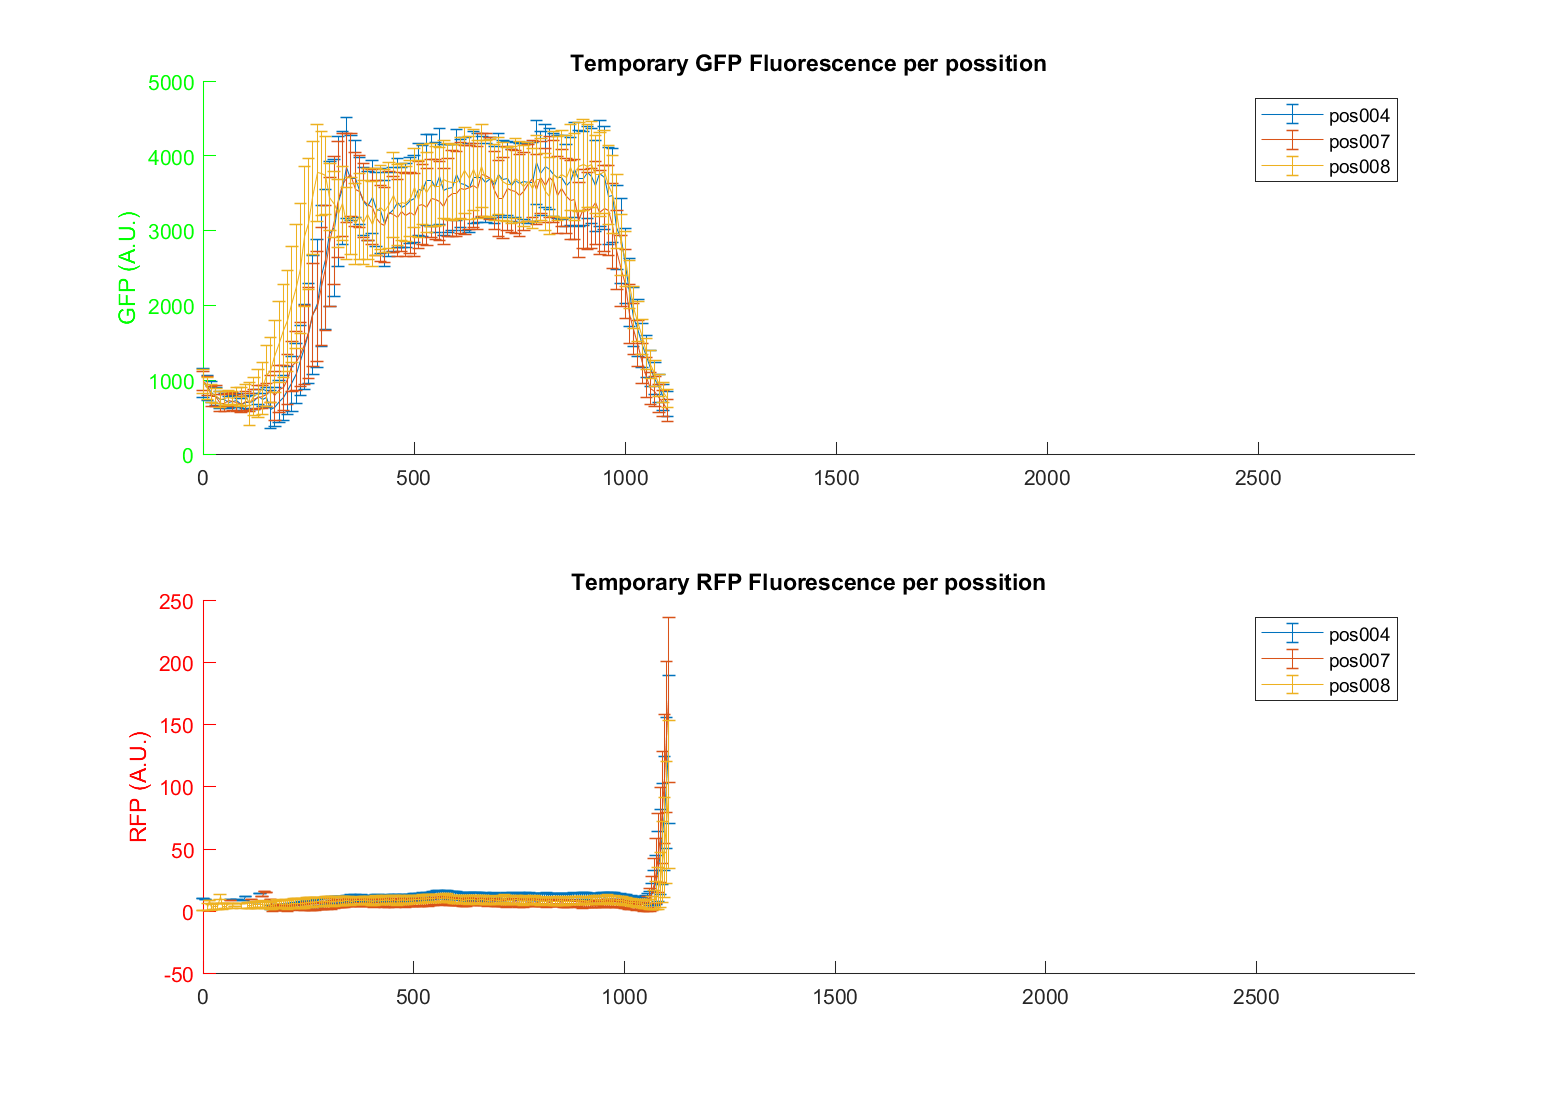 Temporary GFP Fluorescence per possition
5000
4000
3000
2000
1000
0
GFP (A.U.)
0 500 1000 1500 2000 2500
pos004
pos007
pos008
Temporary RFP Fluorescence per possition
250
200
150
100
50
0
-50
RFP (A.U.)
0 500 1000 1500 2000 2500
pos004
pos007
pos008